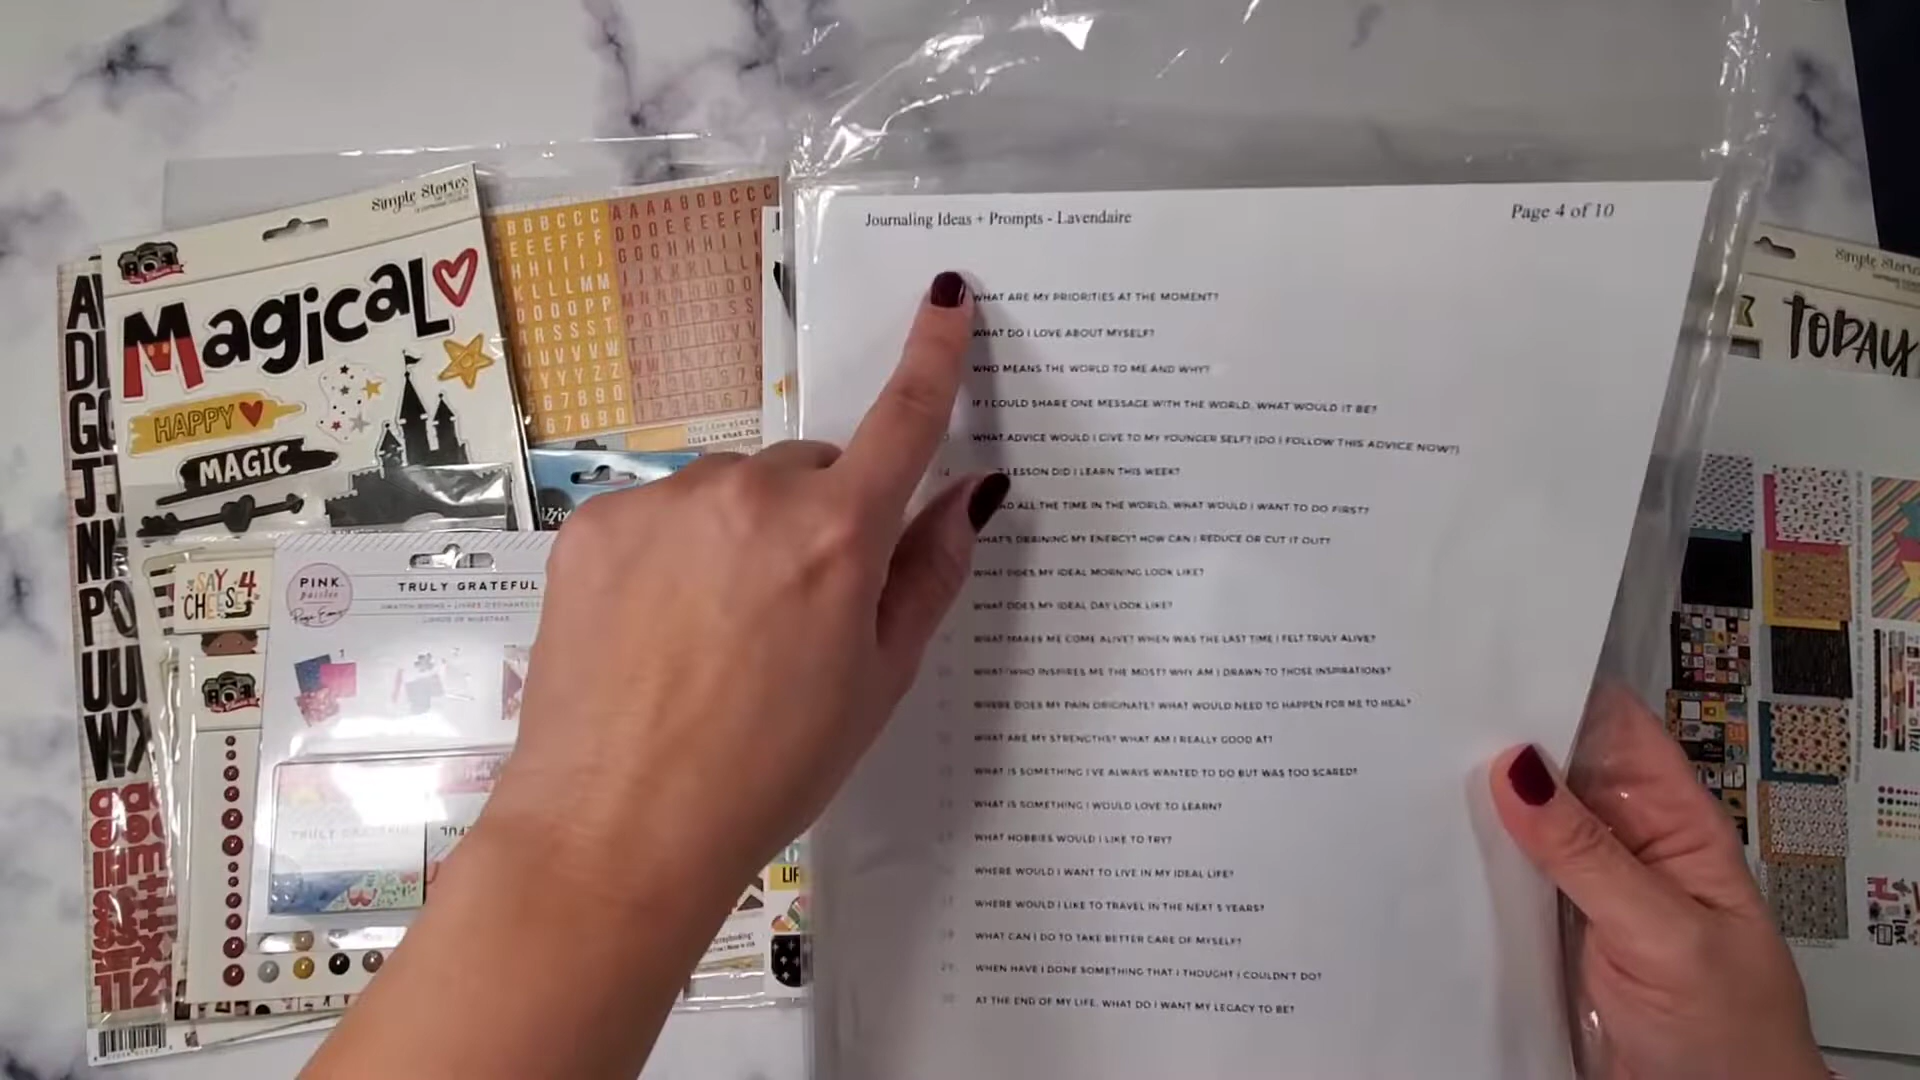 Journaling Ideas + Prompts - Lavendaire
Page 4 of 10
WHAT ARE MY PRIORITIES AT THE MOMENT?
WHAT DO I LOVE ABOUT MYSELF?
WHO MEANS THE WORLD TO ME AND WHY?
IF I COULD SHARE ONE MESSAGE WITH THE WORLD, WHAT WOULD IT BE?
WHAT ADVICE WOULD I GIVE TO MY YOUNGER SELF? (DO I FOLLOW THIS ADVICE NOW?)
14 LESSON DID I LEARN THIS WEEK?
ALL THE TIME IN THE WORLD, WHAT WOULD I WANT TO DO FIRST?
WHAT'S DRAINING MY ENERGY? HOW CAN I REDUCE OR CUT IT OUT?
WHAT DOES MY IDEAL MORNING LOOK LIKE?
WHAT DOES MY IDEAL DAY LOOK LIKE?
WHAT MAKES ME COME ALIVE? WHEN WAS THE LAST TIME I FELT TRULY ALIVE?
WHAT/WHO INSPIRES ME THE MOST? WHY AM I DRAWN TO THOSE INSPIRATIONS?
WHERE DOES MY PAIN ORIGINATE? WHAT WOULD NEED TO HAPPEN FOR ME TO HEAL?
WHAT ARE MY STRENGTHS? WHAT AM I REALLY GOOD AT?
WHAT IS SOMETHING I'VE ALWAYS WANTED TO DO BUT WAS TOO SCARED?
WHAT IS SOMETHING I WOULD LOVE TO LEARN?
WHAT HOBBIES WOULD I LIKE TO TRY?
WHERE WOULD I WANT TO LIVE IN MY IDEAL LIFE?
WHERE WOULD I LIKE TO TRAVEL IN THE NEXT 5 YEARS?
WHAT CAN I DO TO TAKE BETTER CARE OF MYSELF?
WHEN HAVE I DONE SOMETHING THAT I THOUGHT I COULDN'T DO?
AT THE END OF MY LIFE, WHAT DO I WANT MY LEGACY TO BE?
Simple Stories
Magical
HAPPY
MAGIC
SAY
CHEESE 4
PINK
paislee
Paige Evans
TRULY GRATEFUL
Simple Stories
TODAY